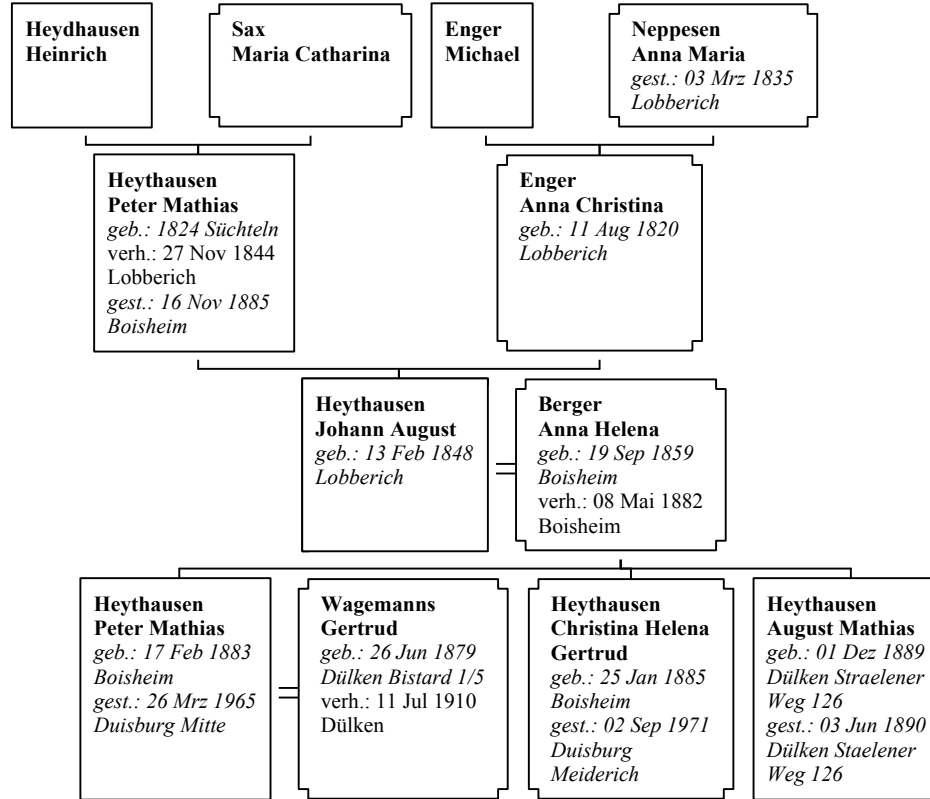 Heydhausen
Heinrich
Sax
Maria Catharina
Enger
Michael
Neppesen
Anna Maria
gest.: 03 Mrz 1835
Lobberich
Heythausen
Peter Mathias
geb.: 1824 Süchteln
verh.: 27 Nov 1844
Lobberich
gest.: 16 Nov 1885
Boisheim
Enger
Anna Christina
geb.: 11 Aug 1820
Lobberich
Heythausen
Johann August
geb.: 13 Feb 1848
Lobberich
Berger
Anna Helena
geb.: 19 Sep 1859
Boisheim
verh.: 08 Mai 1882
Boisheim
Heythausen
Peter Mathias
geb.: 17 Feb 1883
Boisheim
gest.: 26 Mrz 1965
Duisburg Mitte
Wagemanns
Gertrud
geb.: 26 Jun 1879
Dülken Bistard 1/5
verh.: 11 Jul 1910
Dülken
Heythausen
Christina Helena
Gertrud
geb.: 25 Jan 1885
Boisheim
gest.: 02 Sep 1971
Duisburg
Meiderich
Heythausen
August Mathias
geb.: 01 Dez 1889
Dülken Straelener
Weg 126
gest.: 03 Jun 1890
Dülken Staelener
Weg 126